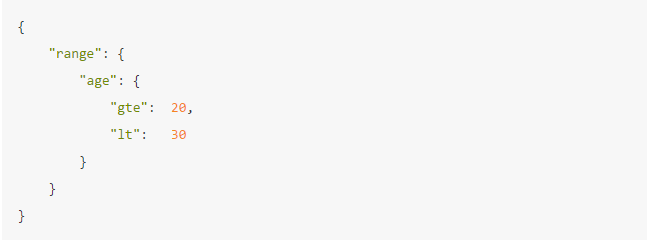 {
    "range": {
        "age": {
            "gte":  20,
            "lt":   30
        }
    }
}